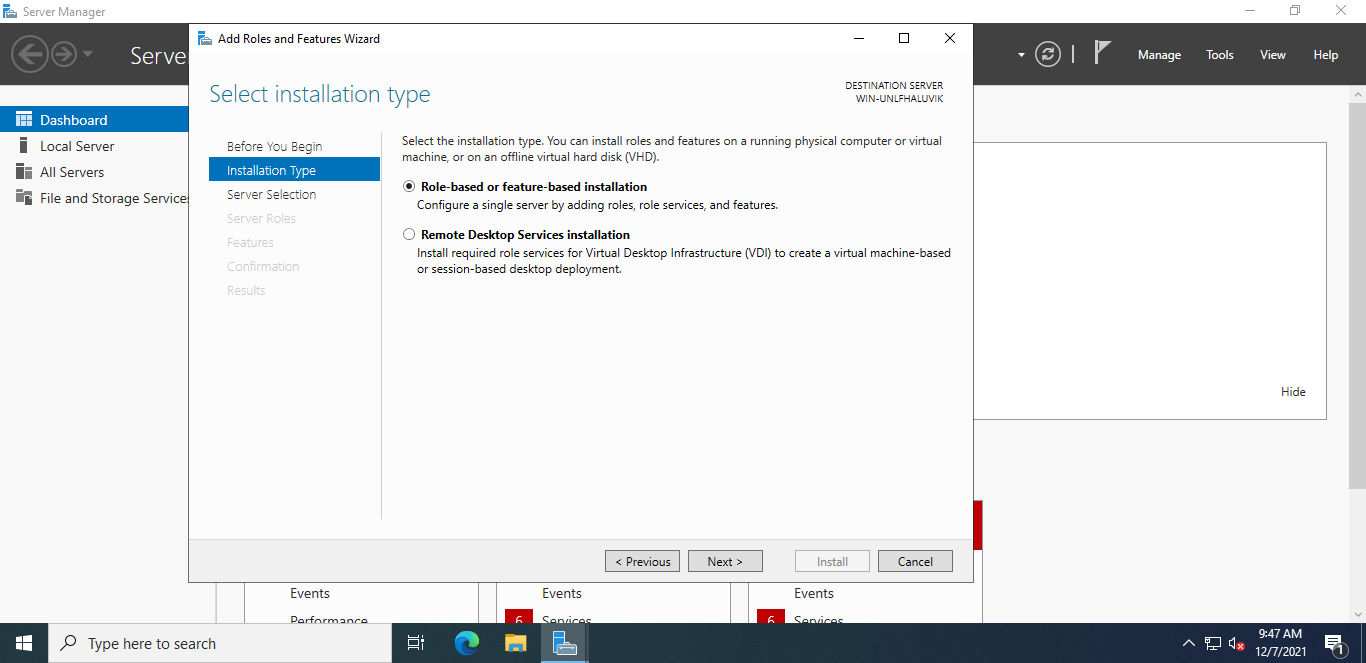 Server Manager
Add Roles and Features Wizard
Manage
Tools
View
Help
Dashboard
Local Server
All Servers
Select installation type
DESTINATION SERVER
WIN-UNLFHALUVIK
Before You Begin
Installation Type
Server Selection
Server Roles
Features
Confirmation
Results
Select the installation type. You can install roles and features on a running physical computer or virtual
machine, or on an offline virtual hard disk (VHD).
Role-based or feature-based installation
Configure a single server by adding roles, role services, and features.
Remote Desktop Services installation
Install required role services for Virtual Desktop Infrastructure (VDI) to create a virtual machine-based
or session-based desktop deployment.
File and Storage Services
Hide
< Previous
Next >
Install
Cancel
Events
Events
Events
Performance
6
Services
6
Services
Type here to search
9:47 AM
12/7/2021
1